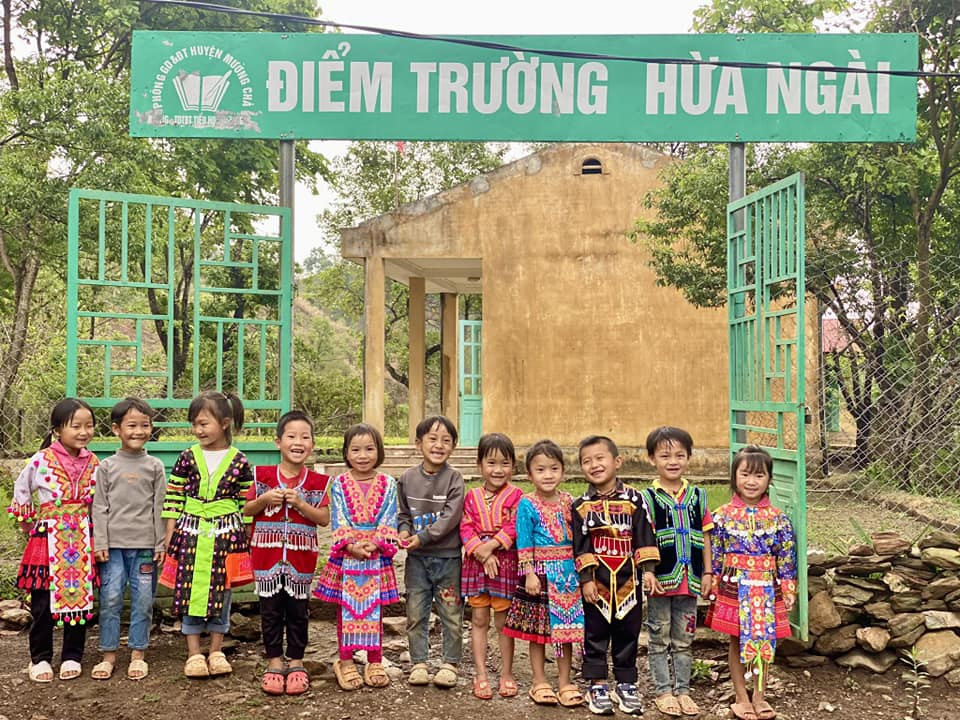 PHÒNG GD&ĐT HUYỆN MƯỜNG CHÀ
ĐIỂM TRƯỜNG HỪA NGÀI